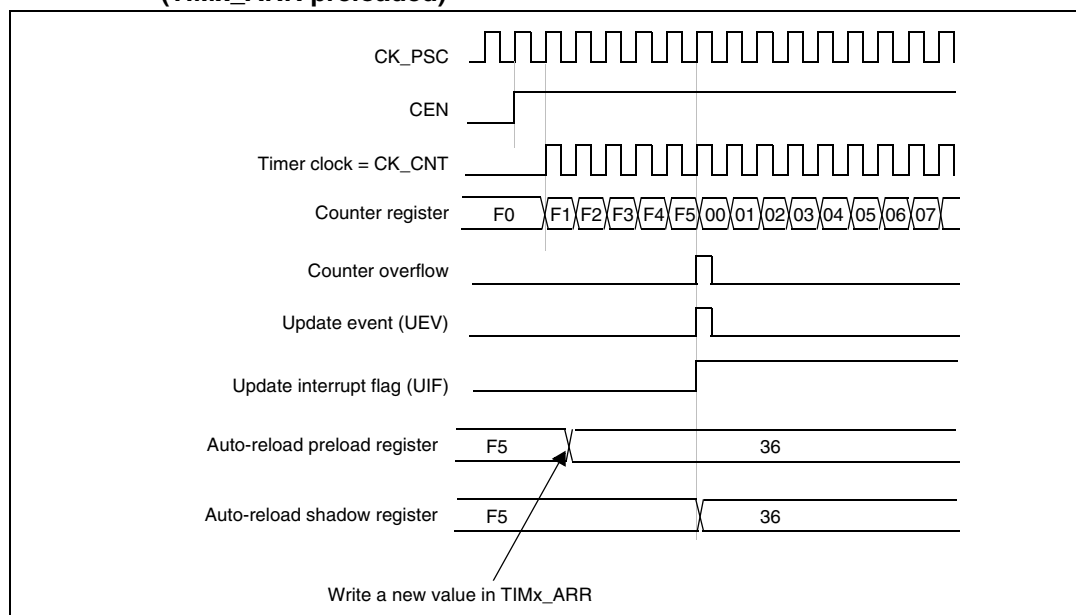 (TIMx_ARR preloaded)
CK_PSC
CEN
Timer clock = CK_CNT
Counter register F0 F1 F2 F3 F4 F5 00 01 02 03 04 05 06 07
Counter overflow
Update event (UEV)
Update interrupt flag (UIF)
Auto-reload preload register F5 36
Auto-reload shadow register F5 36
Write a new value in TIMx_ARR